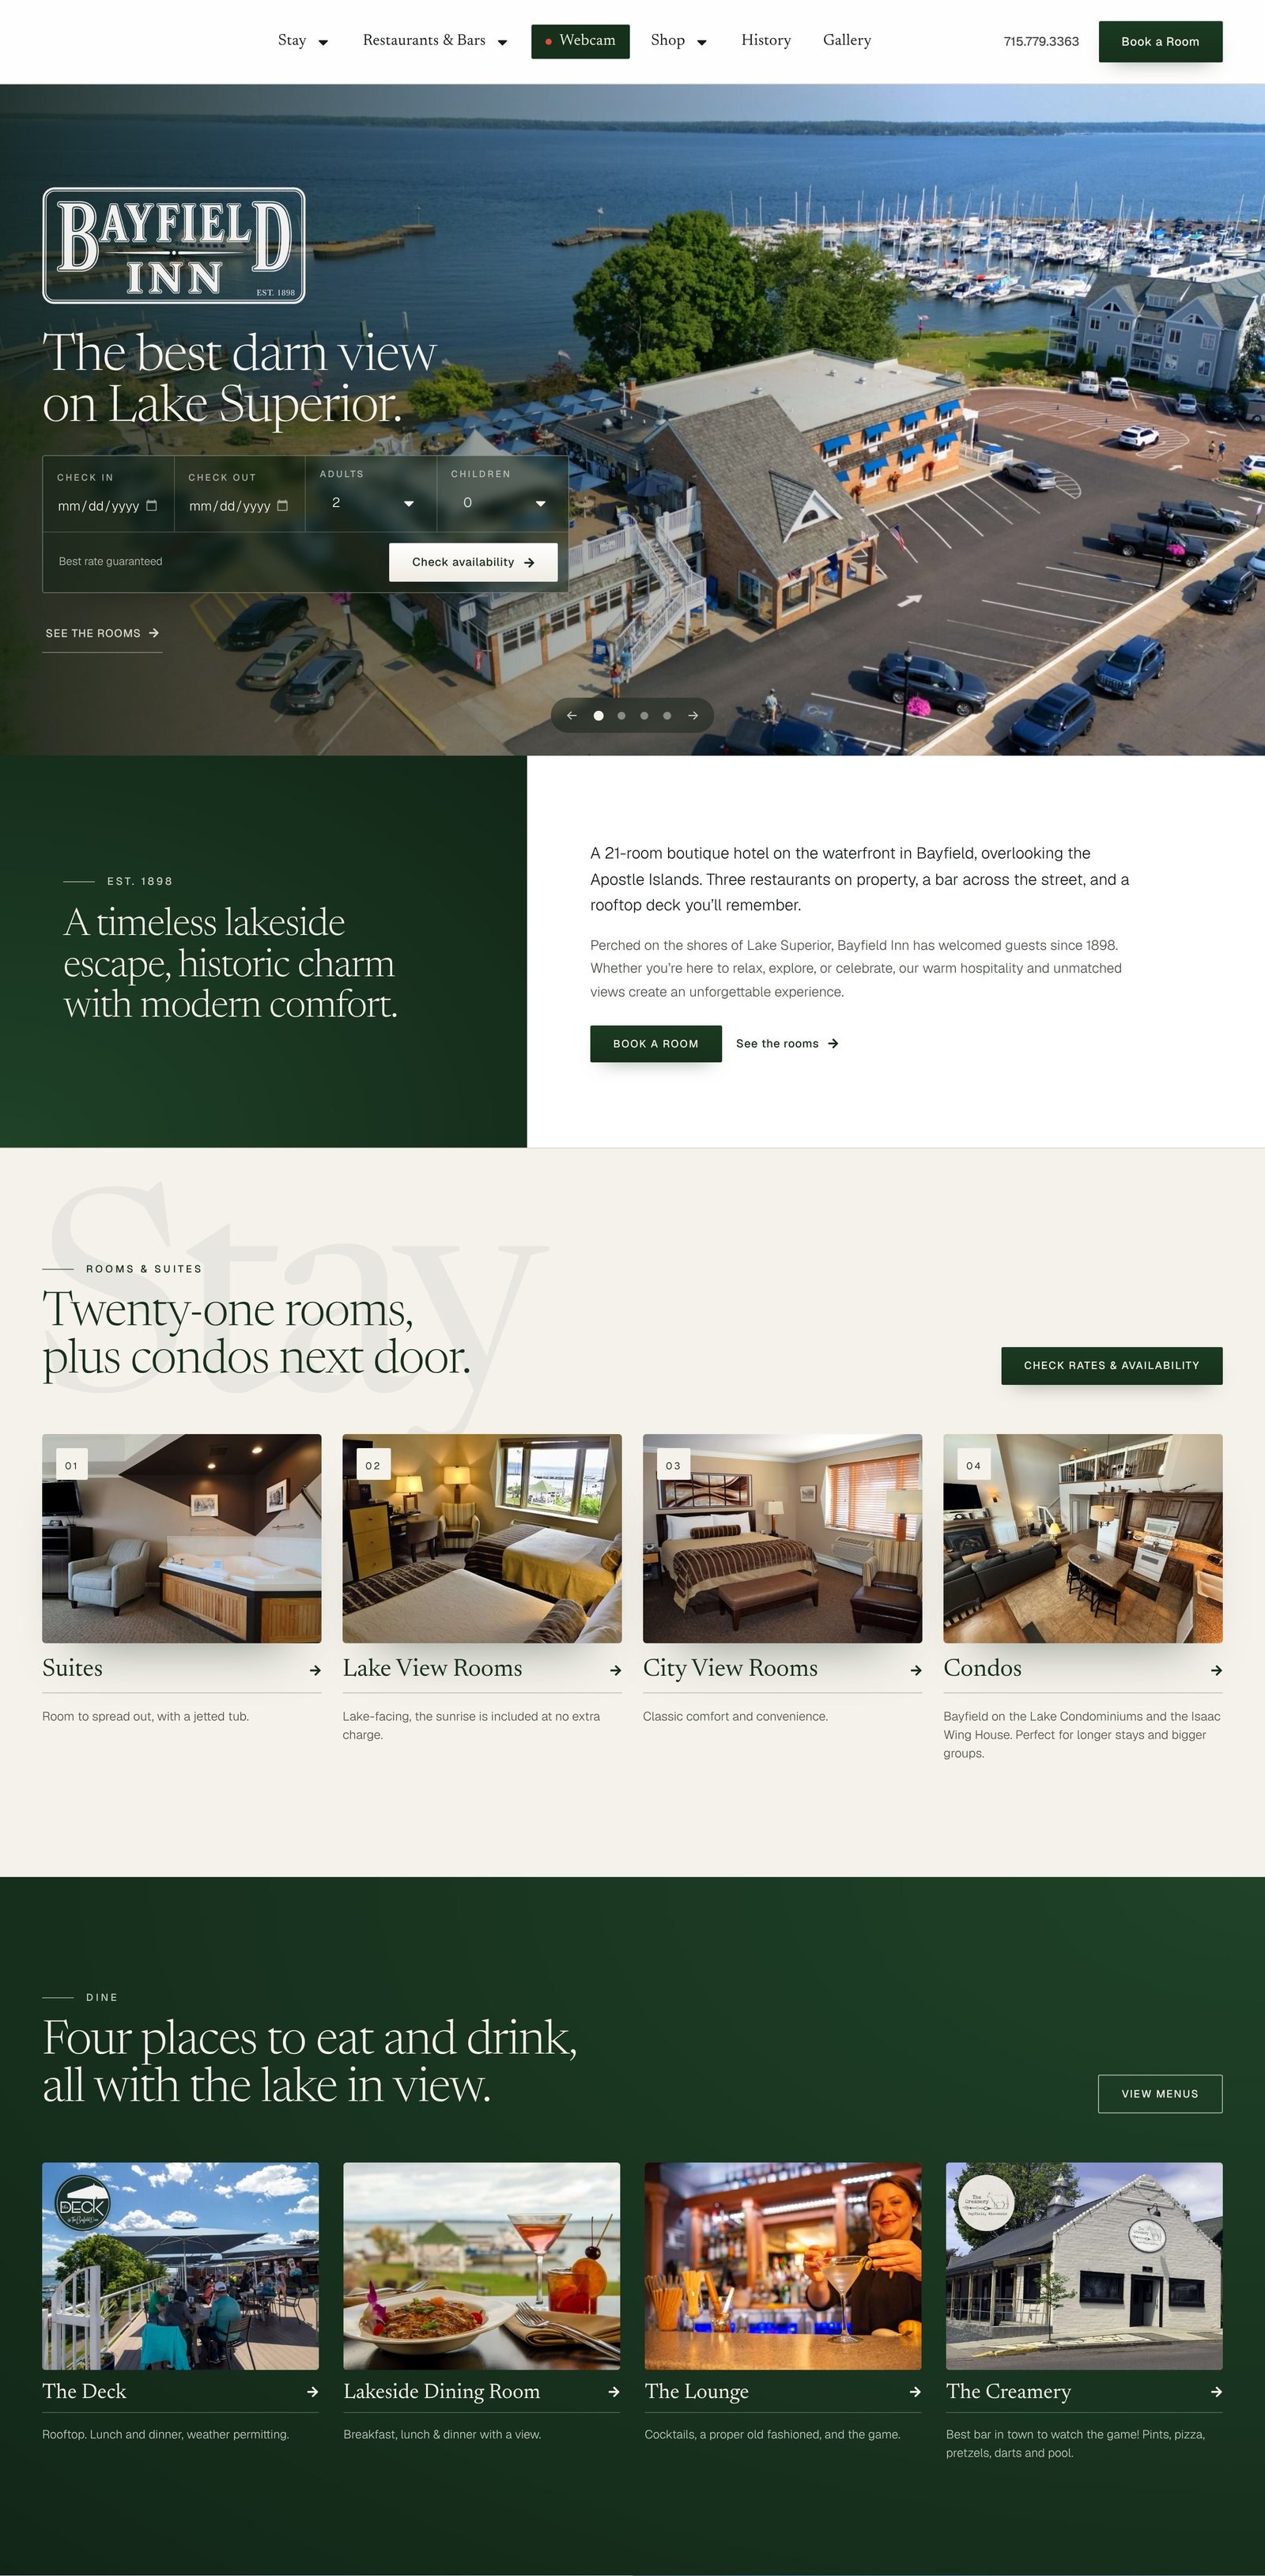 Stay
Restaurants & Bars
Webcam
Shop
History
Gallery
715.779.3363
Book a Room
BAYFIELD
INN
EST. 1898
The best darn view
on Lake Superior.
CHECK IN
CHECK OUT
ADULTS
CHILDREN
mm/dd/yyyy
mm/dd/yyyy
2
0
Best rate guaranteed
Check availability
SEE THE ROOMS
EST. 1898
A timeless lakeside
escape, historic charm
with modern comfort.
A 21-room boutique hotel on the waterfront in Bayfield, overlooking the
Apostle Islands. Three restaurants on property, a bar across the street, and a
rooftop deck you’ll remember.
Perched on the shores of Lake Superior, Bayfield Inn has welcomed guests since 1898.
Whether you’re here to relax, explore, or celebrate, our warm hospitality and unmatched
views create an unforgettable experience.
BOOK A ROOM
See the rooms
Stay
ROOMS & SUITES
Twenty-one rooms,
plus condos next door.
CHECK RATES & AVAILABILITY
01
02
03
04
Suites
Lake View Rooms
City View Rooms
Condos
Room to spread out, with a jetted tub.
Lake-facing, the sunrise is included at no extra
charge.
Classic comfort and convenience.
Bayfield on the Lake Condominiums and the Isaac
Wing House. Perfect for longer stays and bigger
groups.
DINE
Four places to eat and drink,
all with the lake in view.
VIEW MENUS
DECK
The
Creamery
Bayfield, Wisconsin
The Deck
Lakeside Dining Room
The Lounge
The Creamery
Rooftop. Lunch and dinner, weather permitting.
Breakfast, lunch & dinner with a view.
Cocktails, a proper old fashioned, and the game.
Best bar in town to watch the game! Pints, pizza,
pretzels, darts and pool.